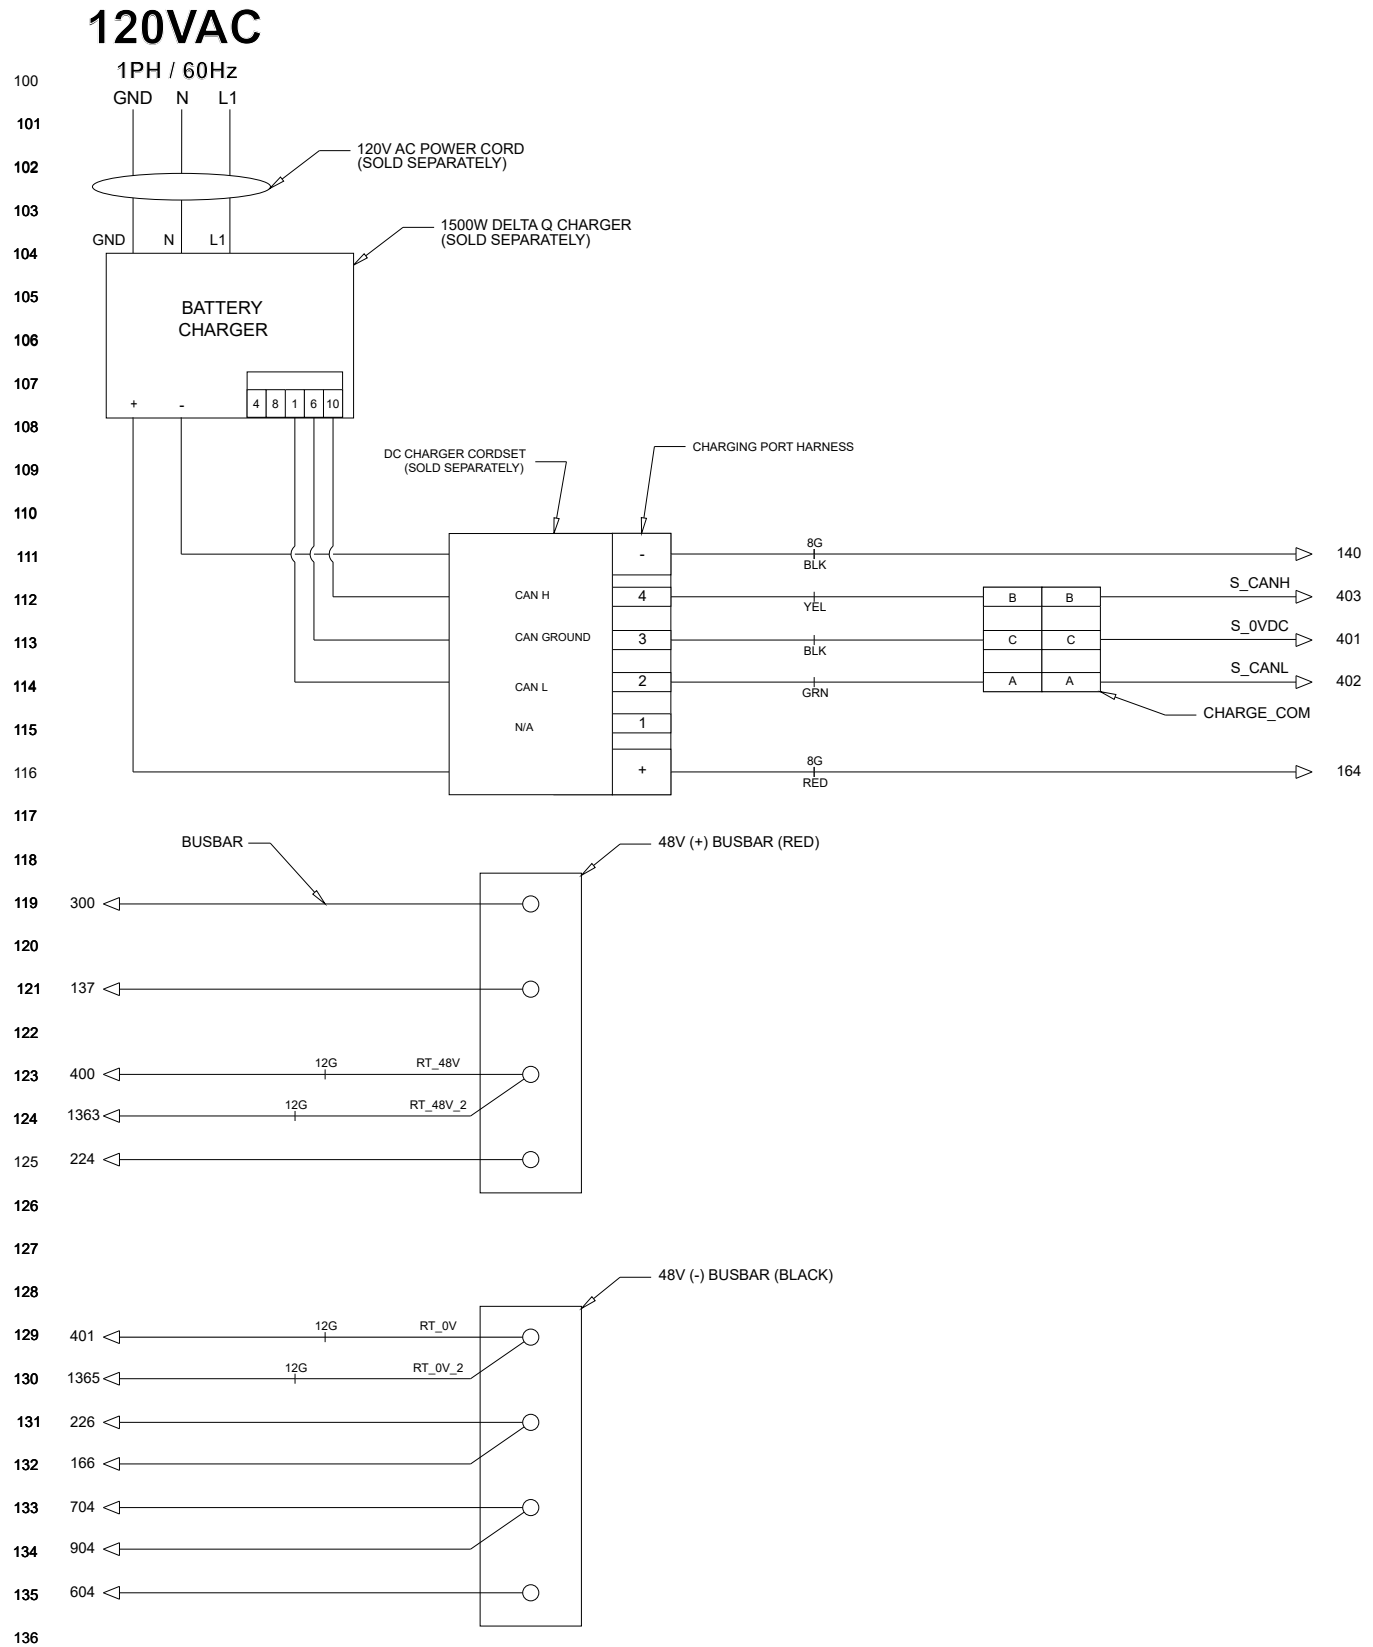 120VAC
1PH / 60Hz
100
GND N L1
101
120V AC POWER CORD
102
(SOLD SEPARATELY)
103
1500W DELTA Q CHARGER
GND N L1
(SOLD SEPARATELY)
104
105
BATTERY
CHARGER
106
107
+ - 4 8 1 6 10
108
CHARGING PORT HARNESS
DC CHARGER CORDSET
(SOLD SEPARATELY)
109
110
8G
111 - 140
BLK
S_CANH
112 CAN H 4 B B 403
YEL
S_0VDC
113 CAN GROUND 3 C C 401
BLK
S_CANL
114 CAN L 2 A A 402
GRN
CHARGE_COM
115 N/A 1
8G
116 + 164
RED
117
BUSBAR 48V (+) BUSBAR (RED)
118
119 300
120
121 137
122
12G RT_48V
123 400
12G RT_48V_2
124 1363
125 224
126
127
48V (-) BUSBAR (BLACK)
128
12G RT_0V
129 401
12G RT_0V_2
130 1365
131 226
132 166
133 704
134 904
135 604
136